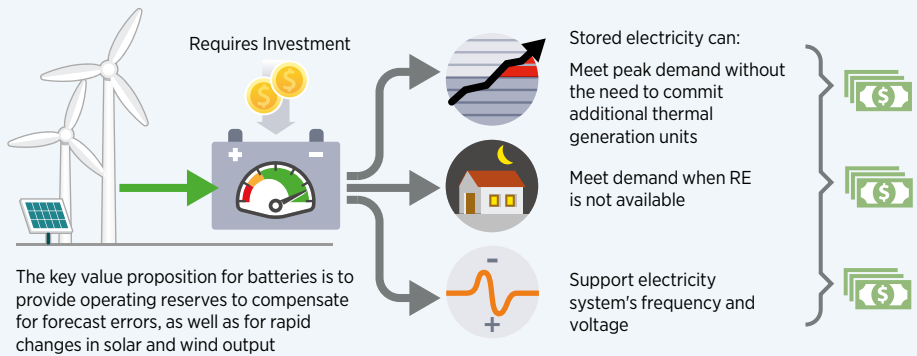 Requires Investment
$
$
+
–
The key value proposition for batteries is to
provide operating reserves to compensate
for forecast errors, as well as for rapid
changes in solar and wind output
Stored electricity can:
Meet peak demand without
the need to commit
additional thermal
generation units
$
Meet demand when RE
is not available
$
-
+
Support electricity
system's frequency and
voltage
$